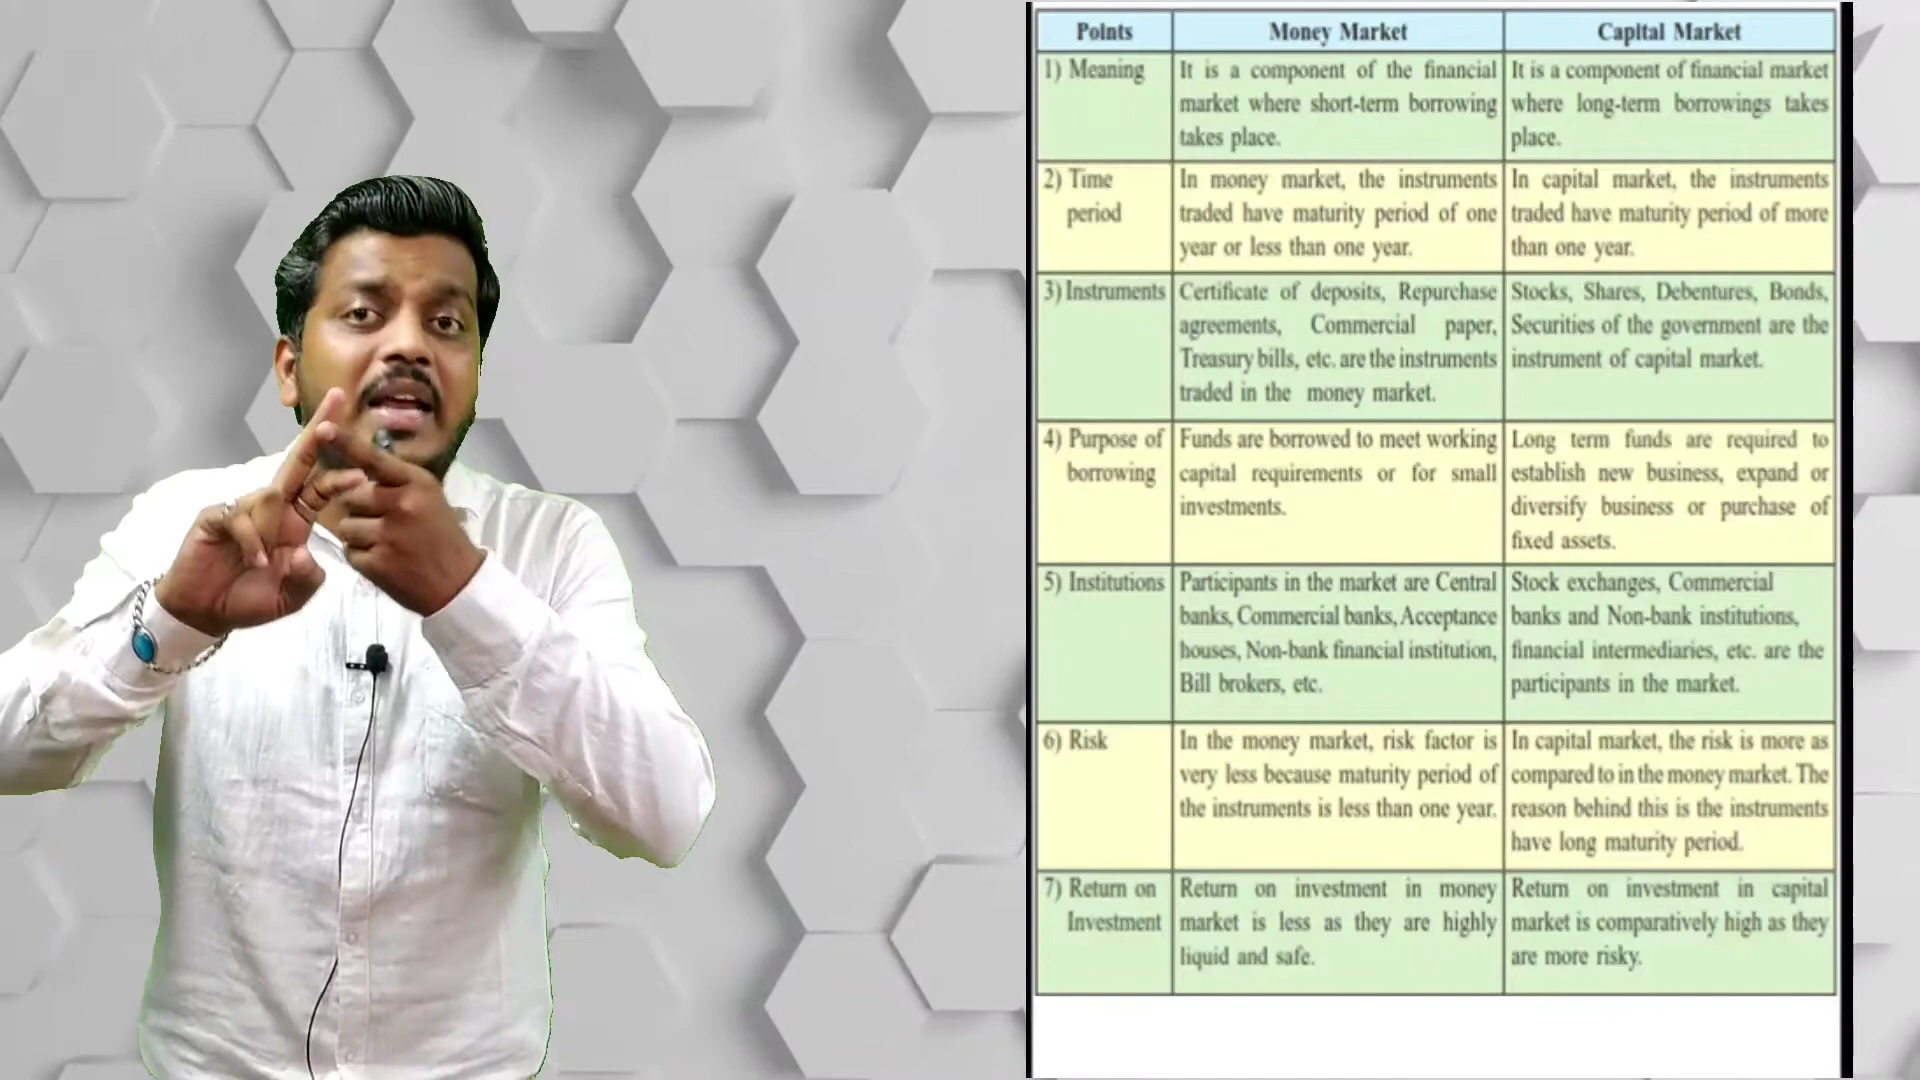 Points Money Market Capital Market
1) Meaning It is a component of the financial It is a component of financial market
market where short-term borrowing where long-term borrowings takes
takes place. place.
2) Time In money market, the instruments In capital market, the instruments
period traded have maturity period of one traded have maturity period of more
year or less than one year. than one year.
3) Instruments Certificate of deposits, Repurchase Stocks, Shares, Debentures, Bonds,
agreements, Commercial paper, Securities of the government are the
Treasury bills, etc. are the instruments instrument of capital market.
traded in the money market.
4) Purpose of Funds are borrowed to meet working Long term funds are required to
borrowing capital requirements or for small establish new business, expand or
investments. diversify business or purchase of
fixed assets.
5) Institutions Participants in the market are Central Stock exchanges, Commercial
banks, Commercial banks, Acceptance banks and Non-bank institutions,
houses, Non-bank financial institution, financial intermediaries, etc. are the
Bill brokers, etc. participants in the market.
6) Risk In the money market, risk factor is In capital market, the risk is more as
very less because maturity period of compared to in the money market. The
the instruments is less than one year. reason behind this is the instruments
have long maturity period.
7) Return on Return on investment in money Return on investment in capital
Investment market is less as they are highly market is comparatively high as they
liquid and safe. are more risky.